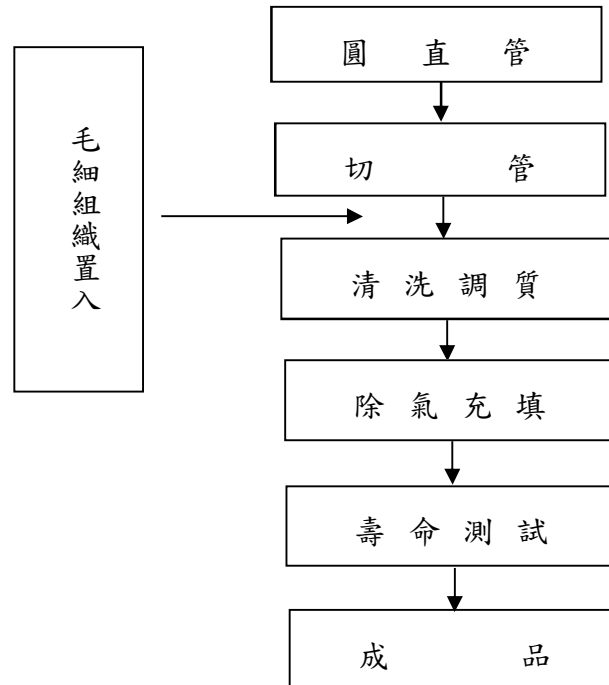 圓直管
切管
毛細組織置入
清洗調質
除氣充填
壽命測試
成品